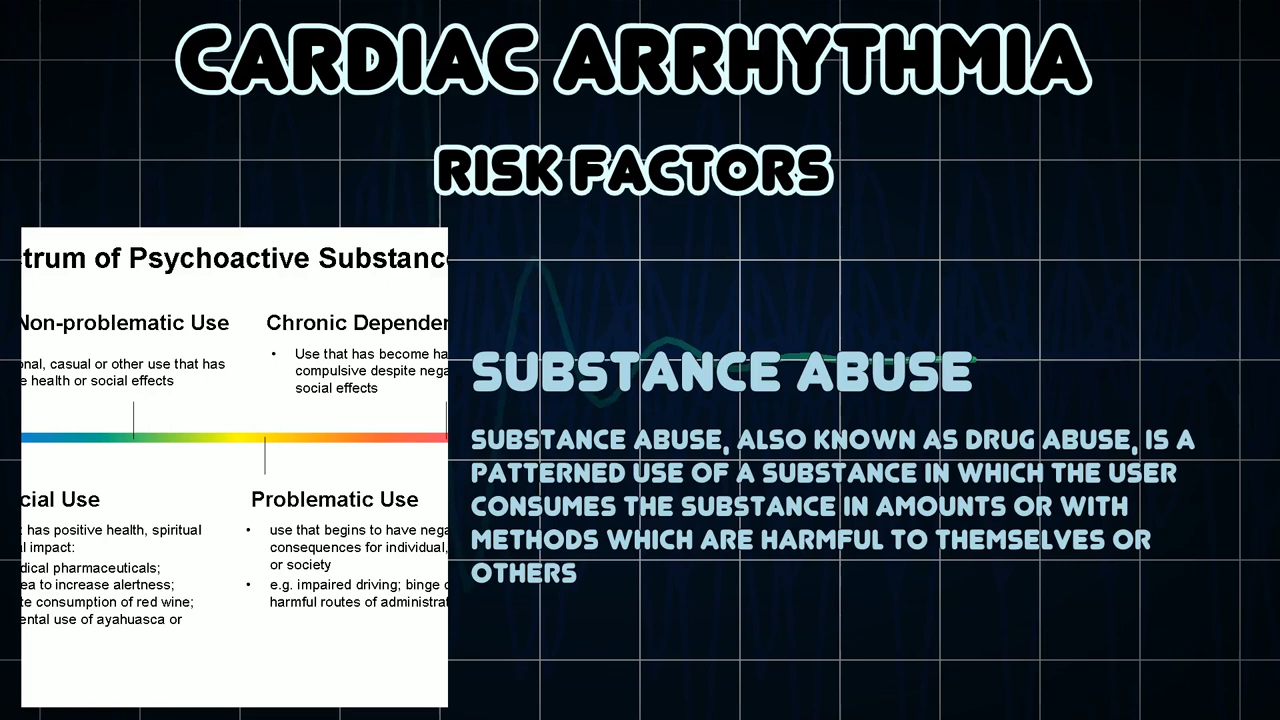 CARDIAC ARRHYTHMIA
RISK FACTORS
trum of Psychoactive Substanc
Non-problematic Use
onal, casual or other use that has
e health or social effects
Chronic Depender
• Use that has become ha
compulsive despite nega
social effects
cial Use
has positive health, spiritual
l impact:
dical pharmaceuticals;
ea to increase alertness;
te consumption of red wine;
ental use of ayahuasca or
Problematic Use
• use that begins to have nega
consequences for individual,
or society
• e.g. impaired driving; binge c
harmful routes of administrat
SUBSTANCE ABUSE
SUBSTANCE ABUSE, ALSO KNOWN AS DRUG ABUSE, IS A
PATTERNED USE OF A SUBSTANCE IN WHICH THE USER
CONSUMES THE SUBSTANCE IN AMOUNTS OR WITH
METHODS WHICH ARE HARMFUL TO THEMSELVES OR
OTHERS